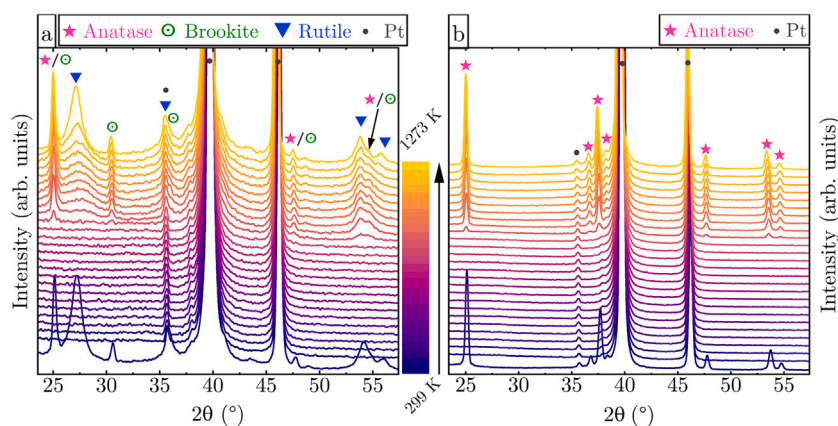 Anatase Brookite Rutile Pt
a
/
/
/
Intensity (arb. units)
25 30 35 40 45 50 55
2θ (°)
1273 K
299 K
Anatase Pt
b
25 30 35 40 45 50 55
2θ (°)
Intensity (arb. units)